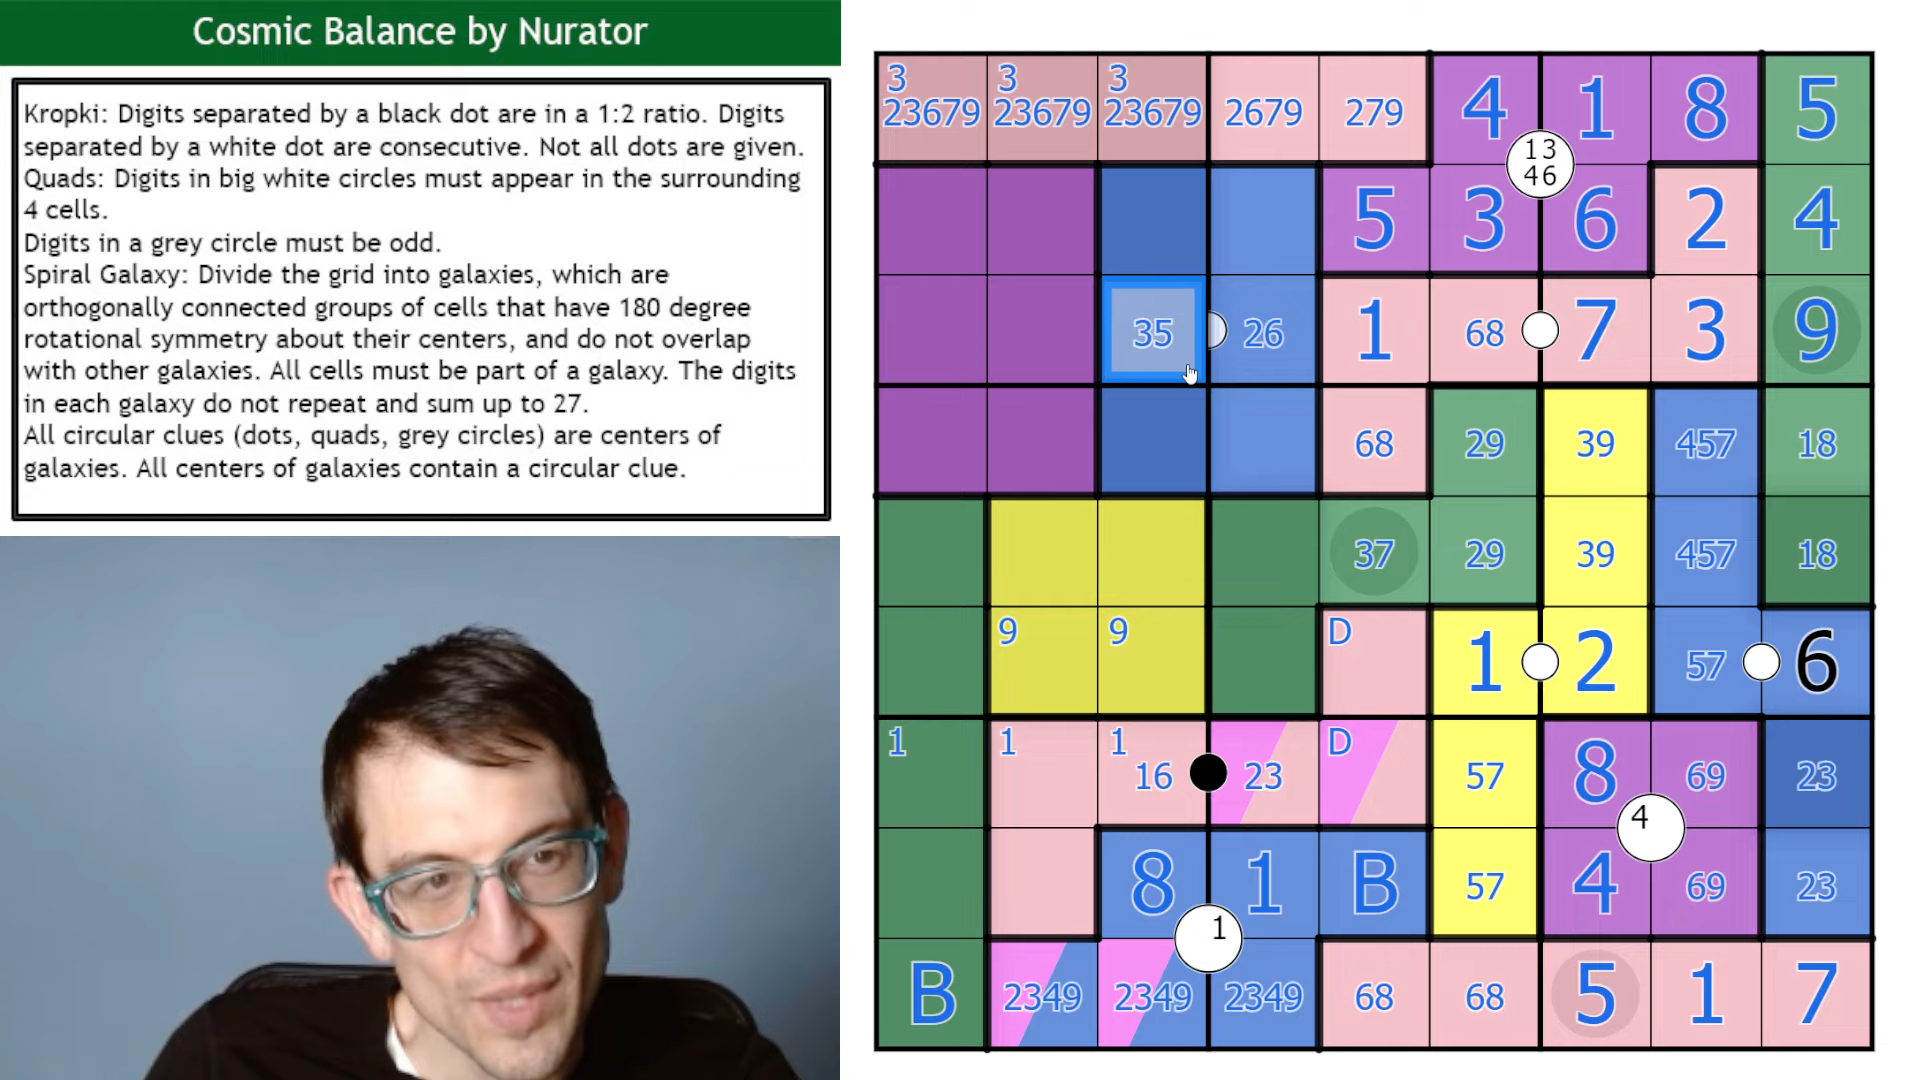 Cosmic Balance by Nurator
Kropki: Digits separated by a black dot are in a 1:2 ratio. Digits
separated by a white dot are consecutive. Not all dots are given.
Quads: Digits in big white circles must appear in the surrounding
4 cells.
Digits in a grey circle must be odd.
Spiral Galaxy: Divide the grid into galaxies, which are
orthogonally connected groups of cells that have 180 degree
rotational symmetry about their centers, and do not overlap
with other galaxies. All cells must be part of a galaxy. The digits
in each galaxy do not repeat and sum up to 27.
All circular clues (dots, quads, grey circles) are centers of
galaxies. All centers of galaxies contain a circular clue.
3 3 3
23679 23679 23679 2679 279 4 1 8 5
13
46
5 3 6 2 4
35 26 1 68 7 3 9
68 29 39 457 18
37 29 39 457 18
9 9 D
1 2 57 6
1 1 1 D
16 23 57 8 69 23
4
8 1 B 57 4 69 23
1
B 2349 2349 2349 68 68 5 1 7